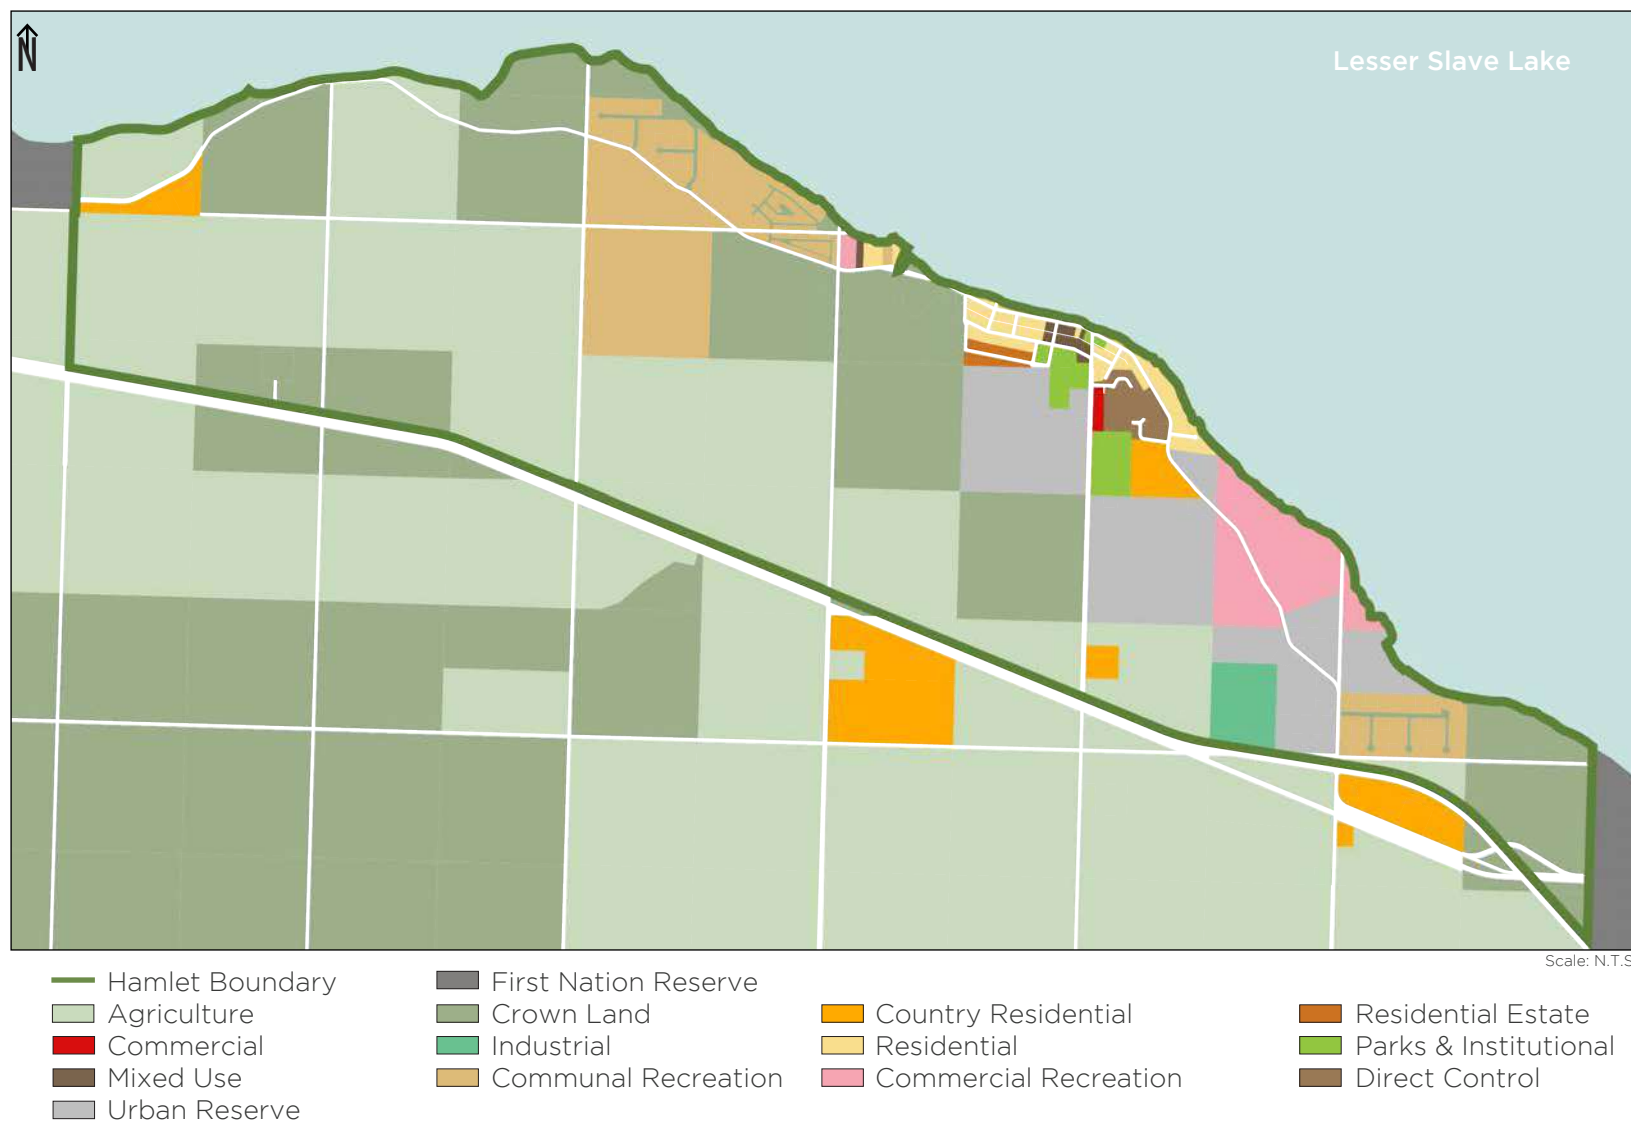 N
Lesser Slave Lake
Scale: N.T.S
Hamlet Boundary
First Nation Reserve
Agriculture
Crown Land
Country Residential
Residential Estate
Commercial
Industrial
Residential
Parks & Institutional
Mixed Use
Communal Recreation
Commercial Recreation
Direct Control
Urban Reserve